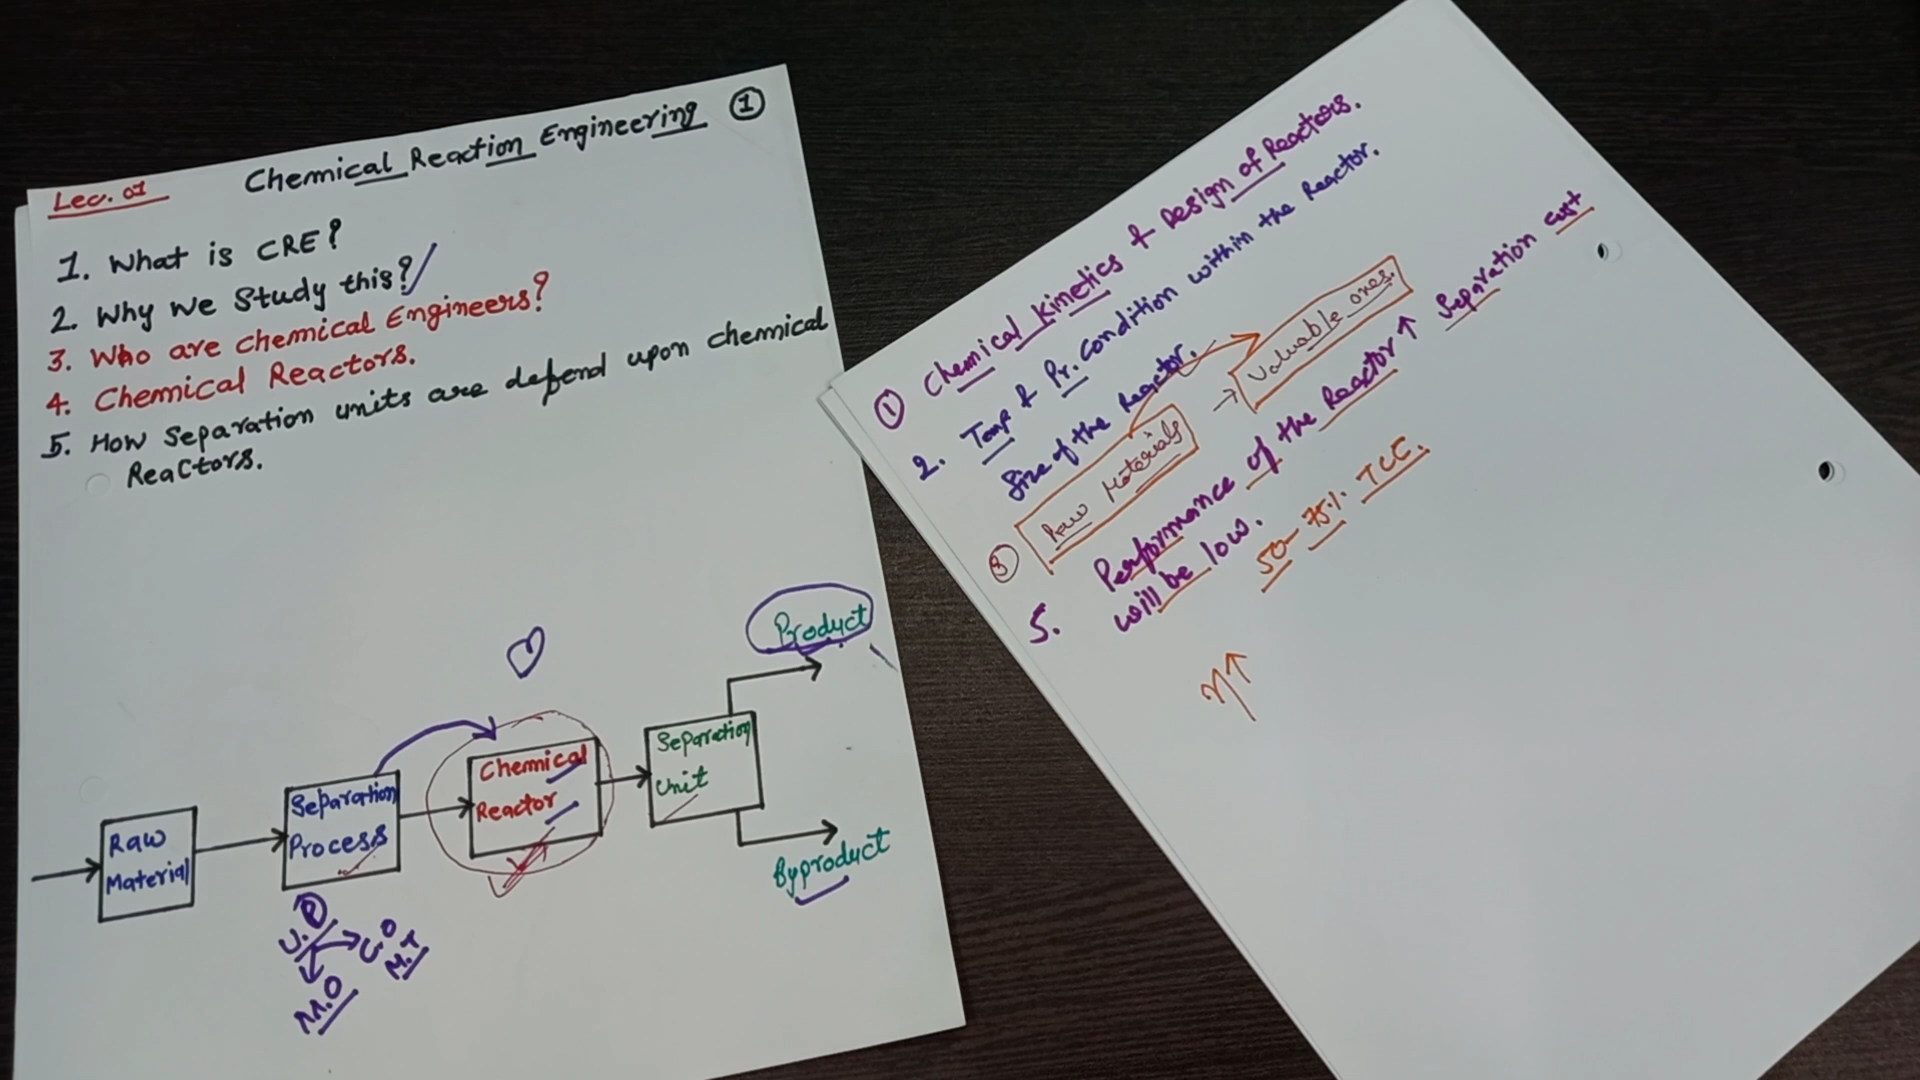 Lec. 01
Chemical Reaction Engineering ①
1. What is CRE?
2. Why We Study this?
3. Who are chemical Engineers?
4. Chemical Reactors.
5. How Separation units are depend upon chemical
Reactors.
Product
Raw
Material
Separation
Process
Chemical
Reactor
Separation
Unit
Byproduct
M.O
M.T
① Chemical Kinetics & Design of Reactors.
2. Temp & Pr. Condition within the Reactor.
Size of the Reactor.
③ Raw Materials → Valuable ones.
5. Performance of the Reactor ↑ Separation cost
will be low.
50-75% TCE.
η↑